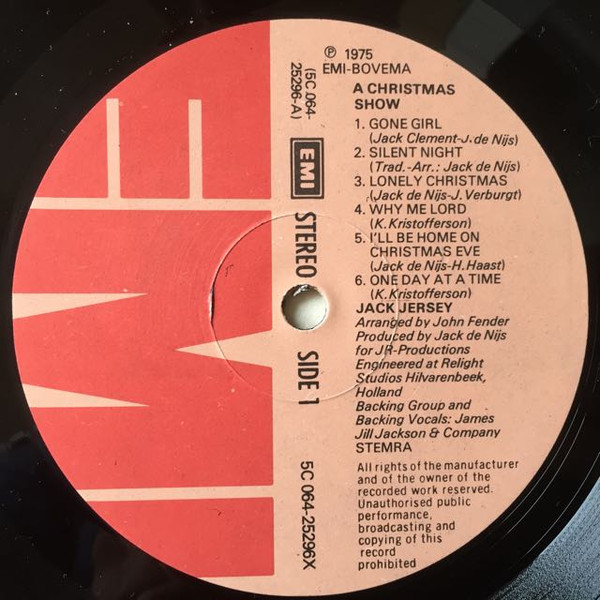 EMI
℗ 1975
EMI-BOVEMA
(5C 064-
25296-A)
EMI
STEREO
SIDE 1
5C 064-25296X
A CHRISTMAS
SHOW
1. GONE GIRL
(Jack Clement-J. de Nijs)
2. SILENT NIGHT
(Trad.-Arr.: Jack de Nijs)
3. LONELY CHRISTMAS
(Jack de Nijs-J. Verburgt)
4. WHY ME LORD
(K. Kristofferson)
5. I'LL BE HOME ON
CHRISTMAS EVE
(Jack de Nijs-H. Haast)
6. ONE DAY AT A TIME
(K. Kristofferson)
JACK JERSEY
Arranged by John Fender
Produced by Jack de Nijs
for JR-Productions
Engineered at Relight
Studios Hilvarenbeek,
Holland
Backing Group and
Backing Vocals: James
Jill Jackson & Company
STEMRA
All rights of the manufacturer
and of the owner of the
recorded work reserved.
Unauthorised public
performance,
broadcasting and
copying of this
record
prohibited